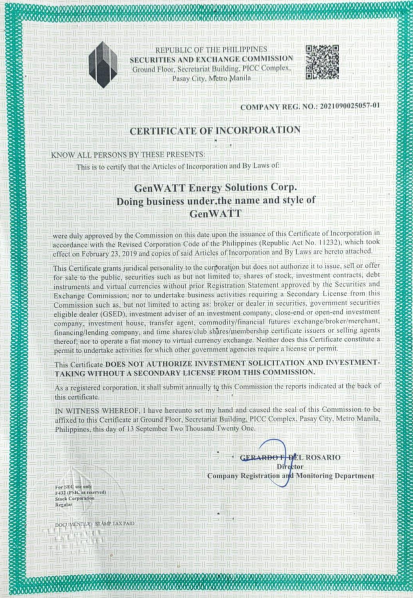 REPUBLIC OF THE PHILIPPINES
SECURITIES AND EXCHANGE COMMISSION
Ground Floor, Secretariat Building, PICC Complex,
Pasay City, Metro Manila
COMPANY REG. NO.: 2021090025057-01
CERTIFICATE OF INCORPORATION
KNOW ALL PERSONS BY THESE PRESENTS:
This is to certify that the Articles of Incorporation and By Laws of:
GenWATT Energy Solutions Corp.
Doing business under the name and style of
GenWATT
were duly approved by the Commission on this date upon the issuance of this Certificate of Incorporation in
accordance with the Revised Corporation Code of the Philippines (Republic Act No. 11232), which took
effect on February 23, 2019 and copies of said Articles of Incorporation and By Laws are hereto attached.
This Certificate grants juridical personality to the corporation but does not authorize it to issue, sell or offer
for sale to the public, securities such as but not limited to, shares of stock, investment contracts, debt
instruments and virtual currencies without prior Registration Statement approved by the Securities and
Exchange Commission; nor to undertake business activities requiring a Secondary License from this
Commission such as, but not limited to acting as: broker or dealer in securities, government securities
eligible dealer (GSED), investment adviser of an investment company, close-end or open-end investment
company, investment house, transfer agent, commodity/financial futures exchange/broker/merchant,
financing/lending company, and time shares/club shares/membership certificate issuers or selling agents
thereof; nor to operate a fiat money to virtual currency exchange. Neither does this Certificate constitute a
permit to undertake activities for which other government agencies require a license or permit.
This Certificate DOES NOT AUTHORIZE INVESTMENT SOLICITATION AND INVESTMENT-
TAKING WITHOUT A SECONDARY LICENSE FROM THIS COMMISSION.
As a registered corporation, it shall submit annually to this Commission the reports indicated at the back of
this certificate.
IN WITNESS WHEREOF, I have hereunto set my hand and caused the seal of this Commission to be
affixed to this Certificate at Ground Floor, Secretariat Building, PICC Complex, Pasay City, Metro Manila,
Philippines, this day of 13 September Two Thousand Twenty One.
GERARDO F. DEL ROSARIO
Director
Company Registration and Monitoring Department
For SEC use only
Stock Corporation
Regular
DOCUMENTARY STAMP TAX PAID